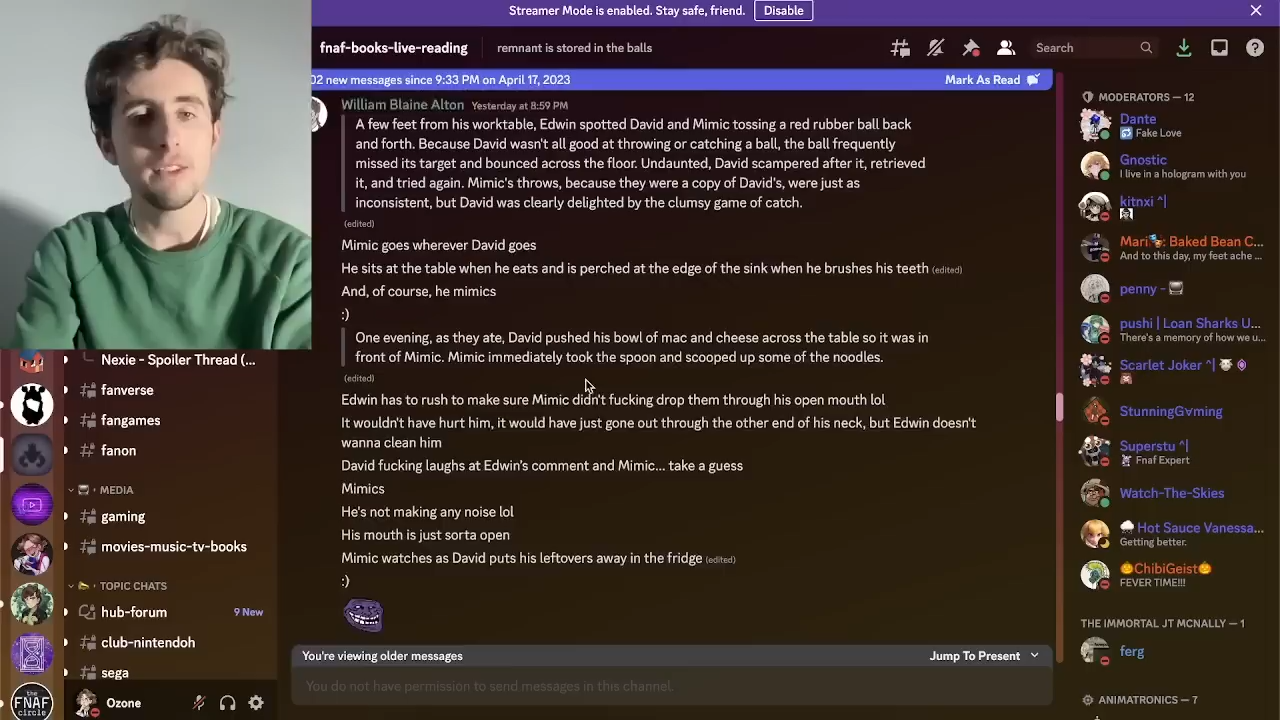 Streamer Mode is enabled. Stay safe, friend.
Disable
fnaf-books-live-reading
remnant is stored in the balls
Search
02 new messages since 9:33 PM on April 17, 2023
Mark As Read
William Blaine Alton Yesterday at 8:59 PM
A few feet from his worktable, Edwin spotted David and Mimic tossing a red rubber ball back
and forth. Because David wasn't all good at throwing or catching a ball, the ball frequently
missed its target and bounced across the floor. Undaunted, David scampered after it, retrieved
it, and tried again. Mimic's throws, because they were a copy of David's, were just as
inconsistent, but David was clearly delighted by the clumsy game of catch.
(edited)
Mimic goes wherever David goes
He sits at the table when he eats and is perched at the edge of the sink when he brushes his teeth (edited)
And, of course, he mimics
:)
One evening, as they ate, David pushed his bowl of mac and cheese across the table so it was in
front of Mimic. Mimic immediately took the spoon and scooped up some of the noodles.
(edited)
Edwin has to rush to make sure Mimic didn't fucking drop them through his open mouth lol
It wouldn't have hurt him, it would have just gone out through the other end of his neck, but Edwin doesn't
wanna clean him
David fucking laughs at Edwin's comment and Mimic... take a guess
Mimics
He's not making any noise lol
His mouth is just sorta open
Mimic watches as David puts his leftovers away in the fridge (edited)
:)
You're viewing older messages
Jump To Present
You do not have permission to send messages in this channel.
Nexie - Spoiler Thread (...
fanverse
fangames
fanon
MEDIA
gaming
movies-music-tv-books
TOPIC CHATS
hub-forum
9 New
club-nintendoh
sega
Ozone
the
FNAF
circle
MODERATORS — 12
Dante
Fake Love
Gnostic
I live in a hologram with you
kitnxi ^|
Mari: Baked Bean C...
And to this day, my feet ache ...
penny -
pushi | Loan Sharks U...
There's a memory of how we u...
Scarlet Joker ^|
StunningG∀ming
Superstu ^|
Fnaf Expert
Watch-The-Skies
Hot Sauce Vanessa...
Getting better.
ChibiGeist
FEVER TIME!!!
THE IMMORTAL JT MCNALLY — 1
ferg
ANIMATRONICS — 7